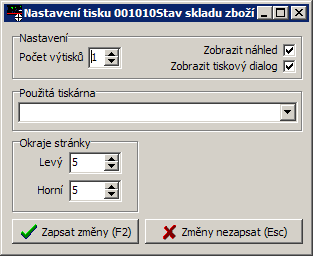 Nastavení tisku 001010Stav skladu zboží
Nastavení
Počet výtisků 1
Zobrazit náhled
Zobrazit tiskový dialog
Použitá tiskárna
Okraje stránky
Levý 5
Horní 5
Zapsat změny (F2)
Změny nezapsat (Esc)